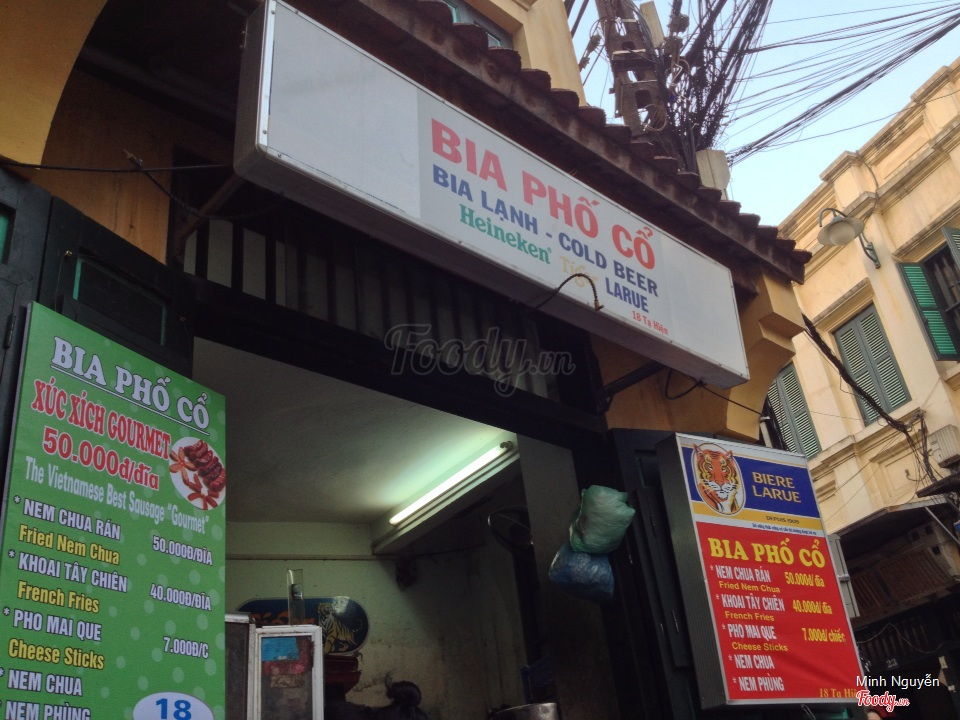 BIA PHỐ CỔ
BIA LẠNH - COLD BEER
Heineken Tiger LARUE
18 Tạ Hiện
Foody.vn
BIA PHỐ CỔ
XÚC XÍCH GOURMET
50.000đ/đĩa
The Vietnamese Best Sausage "Gourmet"
* NEM CHUA RÁN 50.000Đ/ĐĨA
Fried Nem Chua
* KHOAI TÂY CHIÊN 40.000Đ/ĐĨA
French Fries
* PHO MAI QUE 7.000Đ/C
Cheese Sticks
* NEM CHUA
* NEM PHÙNG
18
BIERE
LARUE
BIA PHỐ CỔ
* NEM CHUA RÁN 50.000đ/ đĩa
Fried Nem Chua
* KHOAI TÂY CHIÊN 40.000đ/ đĩa
French Fries
* PHO MAI QUE 7.000đ/ chiếc
Cheese Sticks
* NEM CHUA
* NEM PHÙNG
18 Tạ Hiện
Minh Nguyễn
Foody.vn